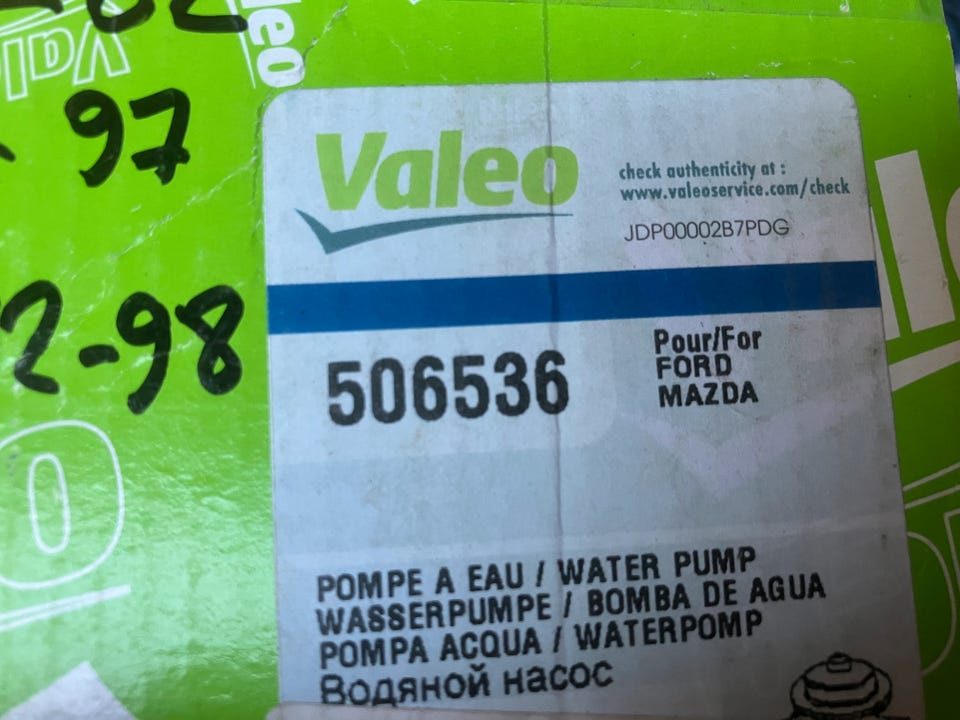 Valeo
check authenticity at :
www.valeoservice.com/check
JDP00002B7PDG
97
2-98
506536
Pour/For
FORD
MAZDA
POMPE A EAU / WATER PUMP
WASSERPUMPE / BOMBA DE AGUA
POMPA ACQUA / WATERPOMP
Водяной насос